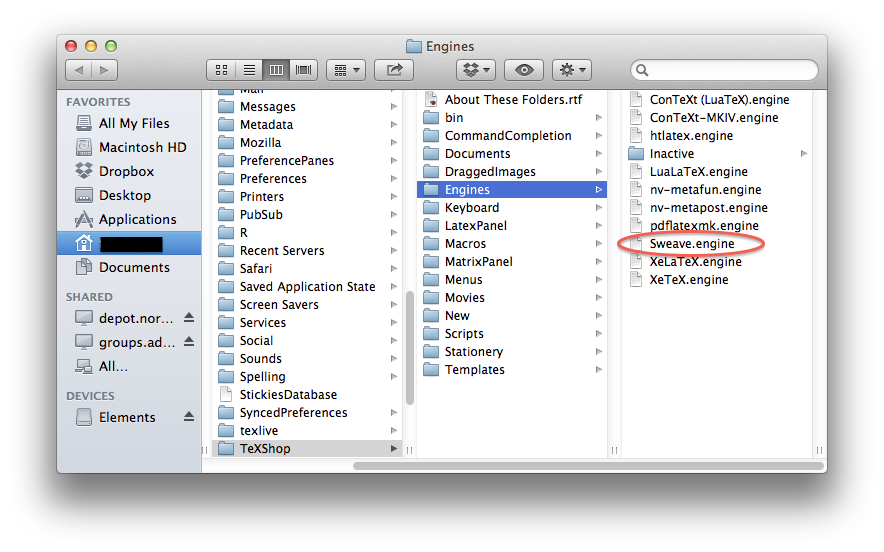 Engines
FAVORITES
All My Files
Macintosh HD
Dropbox
Desktop
Applications
Documents
SHARED
depot.nor...
groups.ad...
All...
DEVICES
Elements
Mail
Messages
Metadata
Mozilla
PreferencePanes
Preferences
Printers
PubSub
R
Recent Servers
Safari
Saved Application State
Screen Savers
Services
Social
Sounds
Spelling
StickiesDatabase
SyncedPreferences
texlive
TeXShop
About These Folders.rtf
bin
CommandCompletion
Documents
DraggedImages
Engines
Keyboard
LatexPanel
Macros
MatrixPanel
Menus
Movies
New
Scripts
Stationery
Templates
ConTeXt (LuaTeX).engine
ConTeXt-MKIV.engine
htlatex.engine
Inactive
LuaLaTeX.engine
nv-metafun.engine
nv-metapost.engine
pdflatexmk.engine
Sweave.engine
XeLaTeX.engine
XeTeX.engine